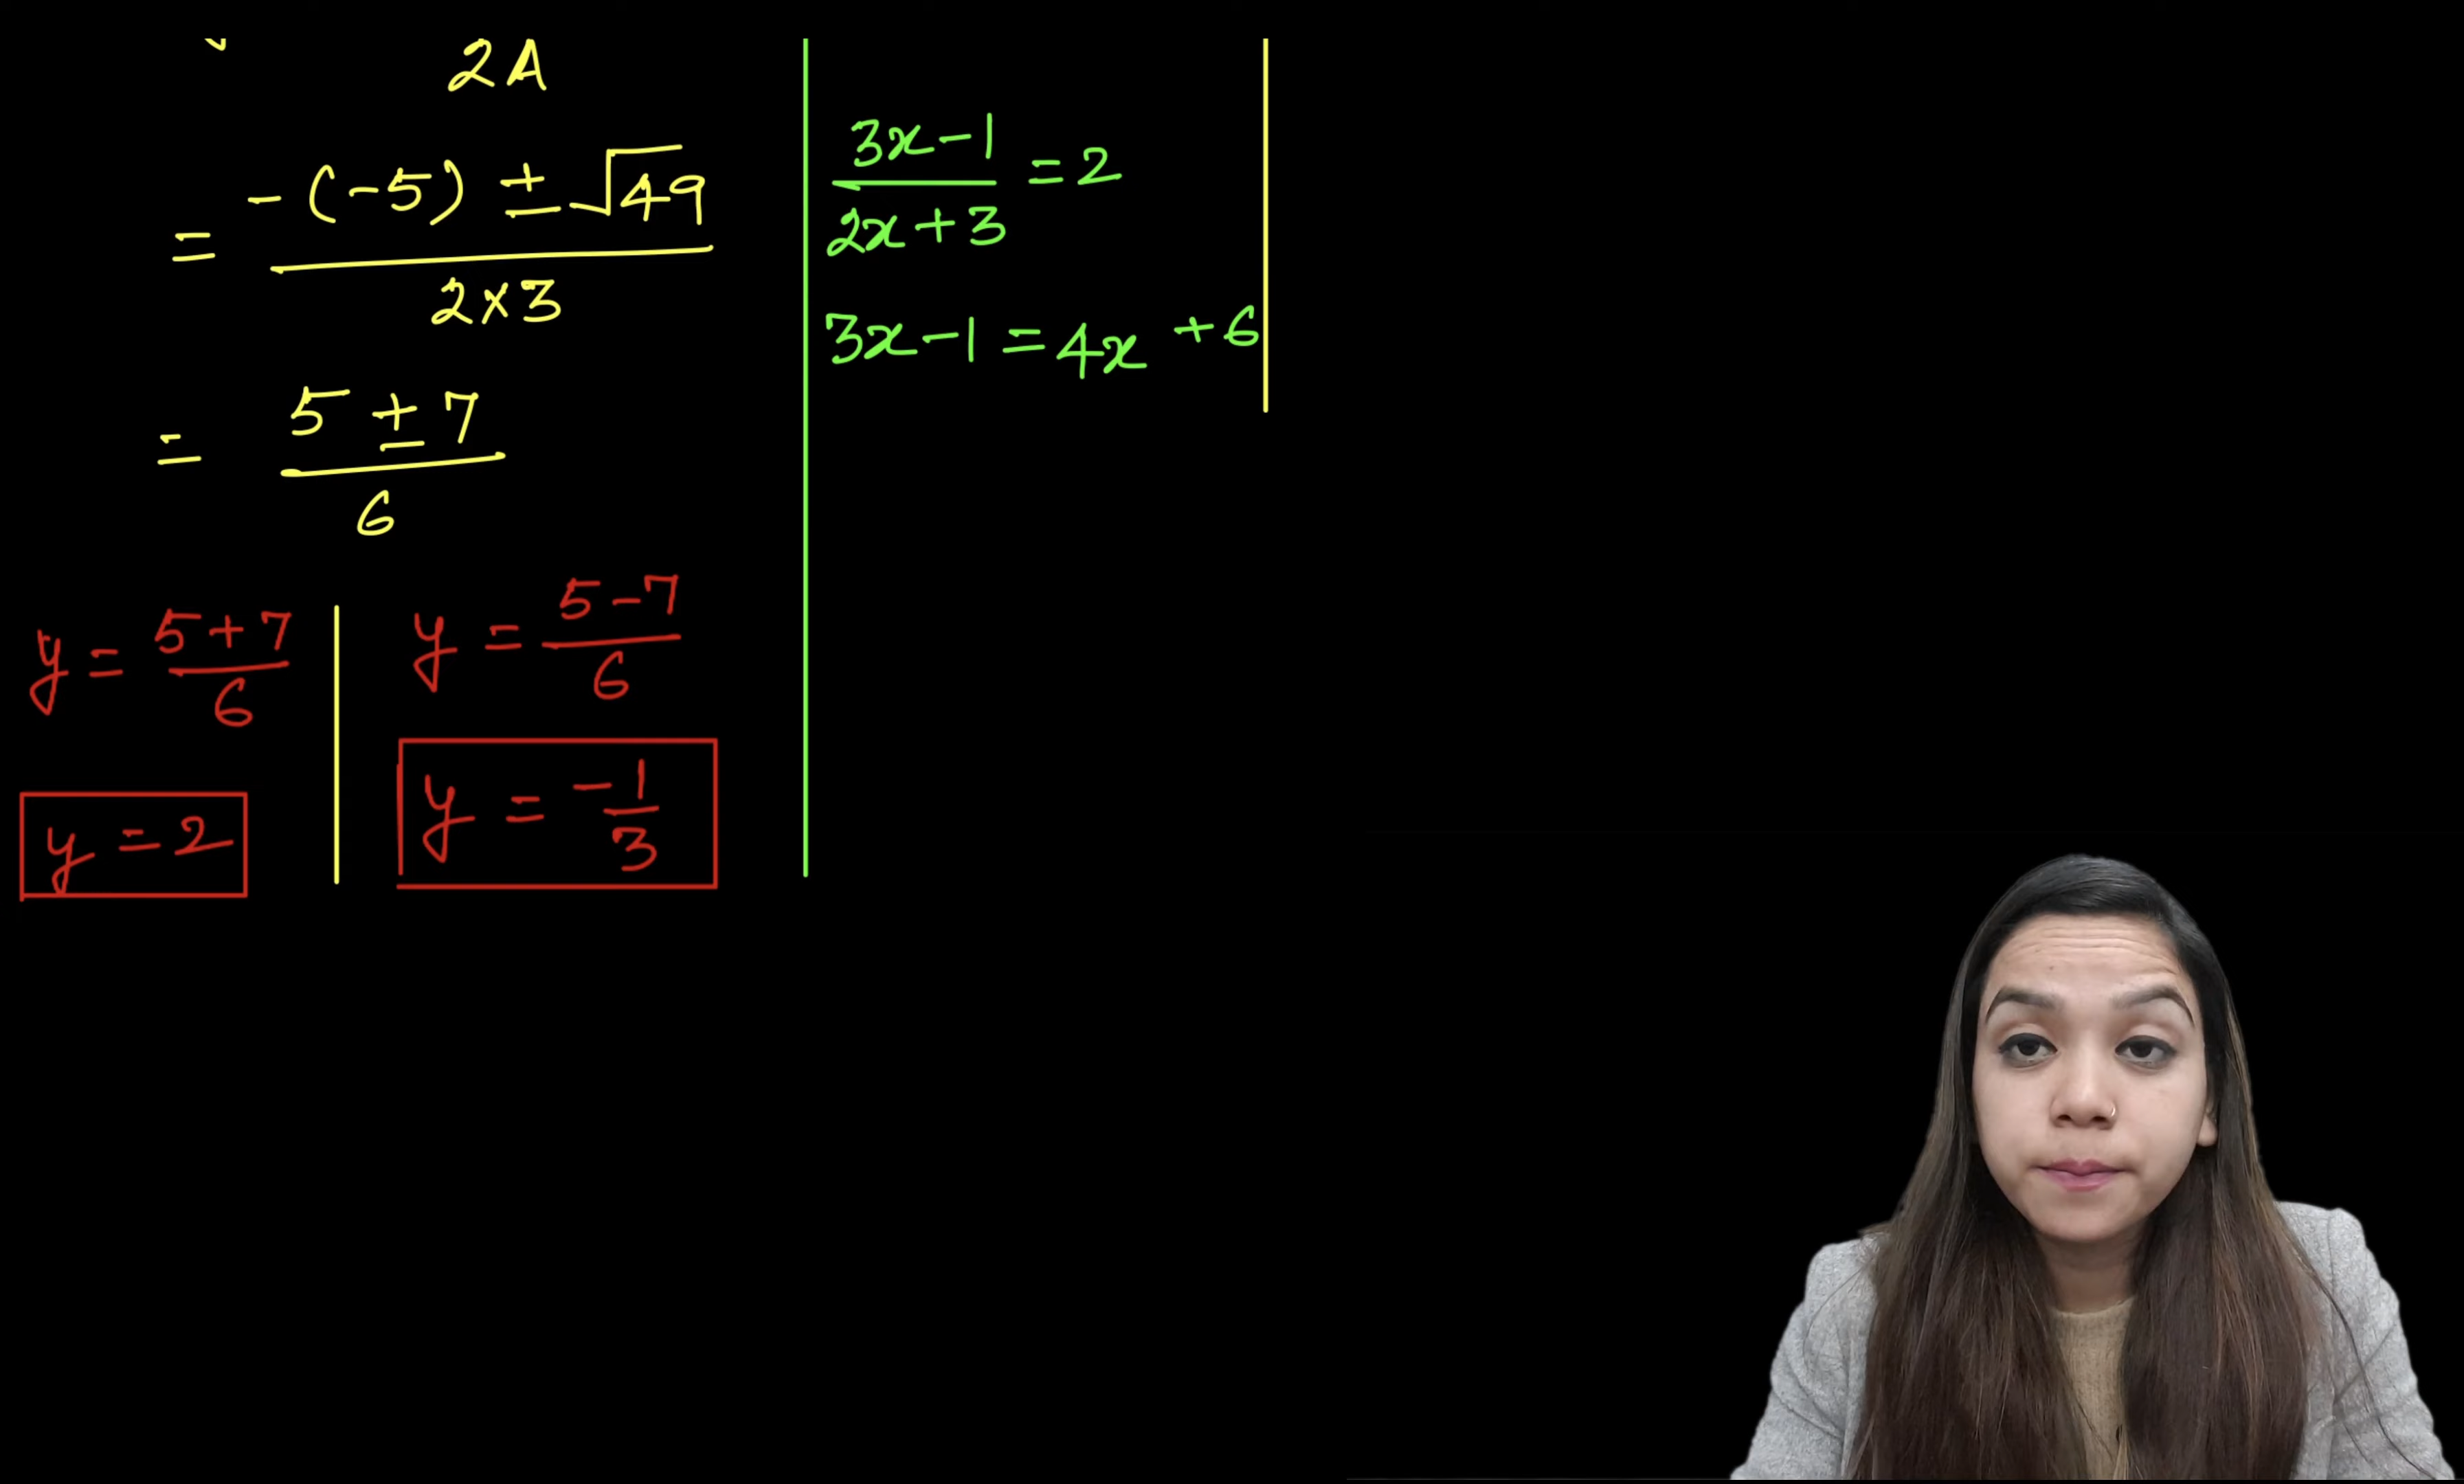 2A
= -(-5) ± √49
2×3
= 5 ± 7
6
y = 5+7
6
y = 2
y = 5-7
6
y = -1
3
3x-1 = 2
2x+3
3x-1 = 4x +6